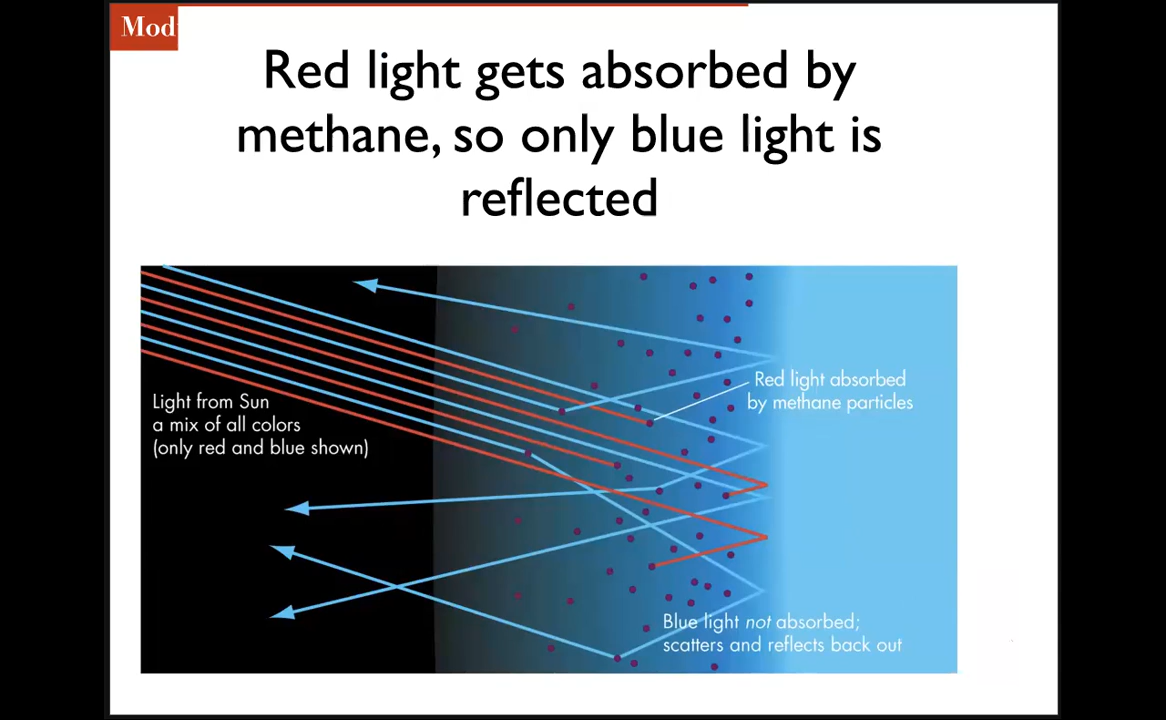 Mod
Red light gets absorbed by
methane, so only blue light is
reflected
Red light absorbed
by methane particles
Light from Sun
a mix of all colors
(only red and blue shown)
Blue light not absorbed;
scatters and reflects back out